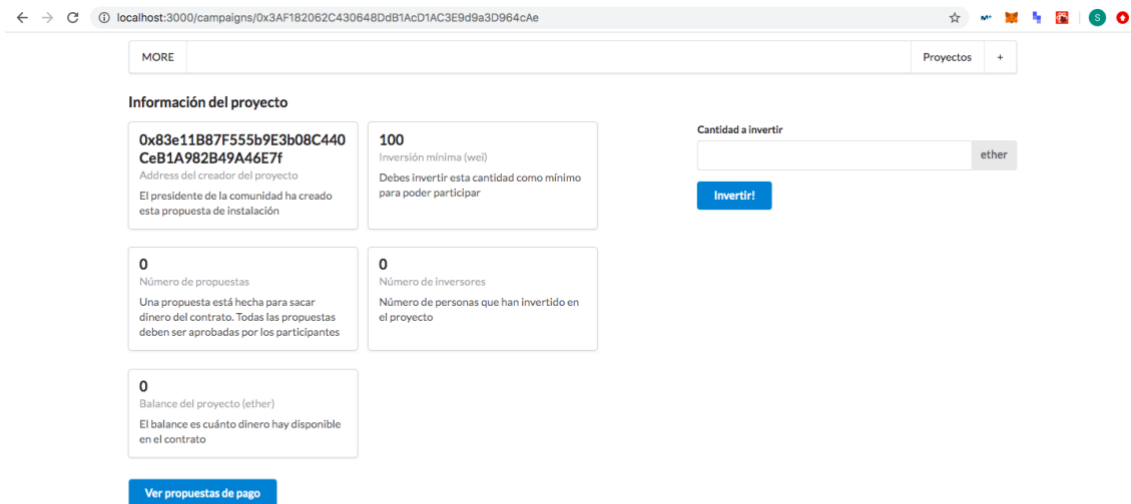 localhost:3000/campaigns/0x3AF182062C430648DdB1AcD1AC3E9d9a3D964cAe
S
MORE
Proyectos
+
Información del proyecto
0x83e11B87F555b9E3b08C440
CeB1A982B49A46E7f
Address del creador del proyecto
El presidente de la comunidad ha creado
esta propuesta de instalación
100
Inversión mínima (wei)
Debes invertir esta cantidad como mínimo
para poder participar
Cantidad a invertir
ether
Invertir!
0
Número de propuestas
Una propuesta está hecha para sacar
dinero del contrato. Todas las propuestas
deben ser aprobadas por los participantes
0
Número de inversores
Número de personas que han invertido en
el proyecto
0
Balance del proyecto (ether)
El balance es cuánto dinero hay disponible
en el contrato
Ver propuestas de pago